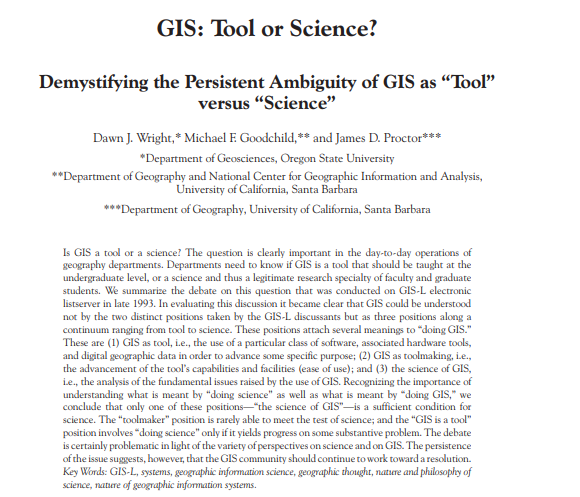 GIS: Tool or Science?
Demystifying the Persistent Ambiguity of GIS as “Tool”
versus “Science”
Dawn J. Wright,* Michael F. Goodchild,** and James D. Proctor***
*Department of Geosciences, Oregon State University
**Department of Geography and National Center for Geographic Information and Analysis,
University of California, Santa Barbara
***Department of Geography, University of California, Santa Barbara
Is GIS a tool or a science? The question is clearly important in the day-to-day operations of
geography departments. Departments need to know if GIS is a tool that should be taught at the
undergraduate level, or a science and thus a legitimate research specialty of faculty and graduate
students. We summarize the debate on this question that was conducted on GIS-L electronic
listserver in late 1993. In evaluating this discussion it became clear that GIS could be understood
not by the two distinct positions taken by the GIS-L discussants but as three positions along a
continuum ranging from tool to science. These positions attach several meanings to “doing GIS.”
These are (1) GIS as tool, i.e., the use of a particular class of software, associated hardware tools,
and digital geographic data in order to advance some specific purpose; (2) GIS as toolmaking, i.e.,
the advancement of the tool’s capabilities and facilities (ease of use); and (3) the science of GIS,
i.e., the analysis of the fundamental issues raised by the use of GIS. Recognizing the importance of
understanding what is meant by “doing science” as well as what is meant by “doing GIS,” we
conclude that only one of these positions—“the science of GIS”—is a sufficient condition for
science. The “toolmaker” position is rarely able to meet the test of science; and the “GIS is a tool”
position involves “doing science” only if it yields progress on some substantive problem. The debate
is certainly problematic in light of the variety of perspectives on science and on GIS. The persistence
of the issue suggests, however, that the GIS community should continue to work toward a resolution.
Key Words: GIS-L, systems, geographic information science, geographic thought, nature and philosophy of
science, nature of geographic information systems.